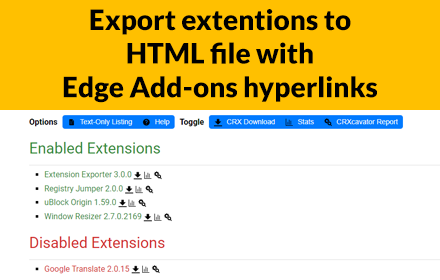 Export extentions to
HTML file with
Edge Add-ons hyperlinks
Options Text-Only Listing Help Toggle CRX Download Stats CRXcavator Report
Enabled Extensions
Extension Exporter 3.0.0
Registry Jumper 2.0.0
uBlock Origin 1.59.0
Window Resizer 2.7.0.2169
Disabled Extensions
Google Translate 2.0.15